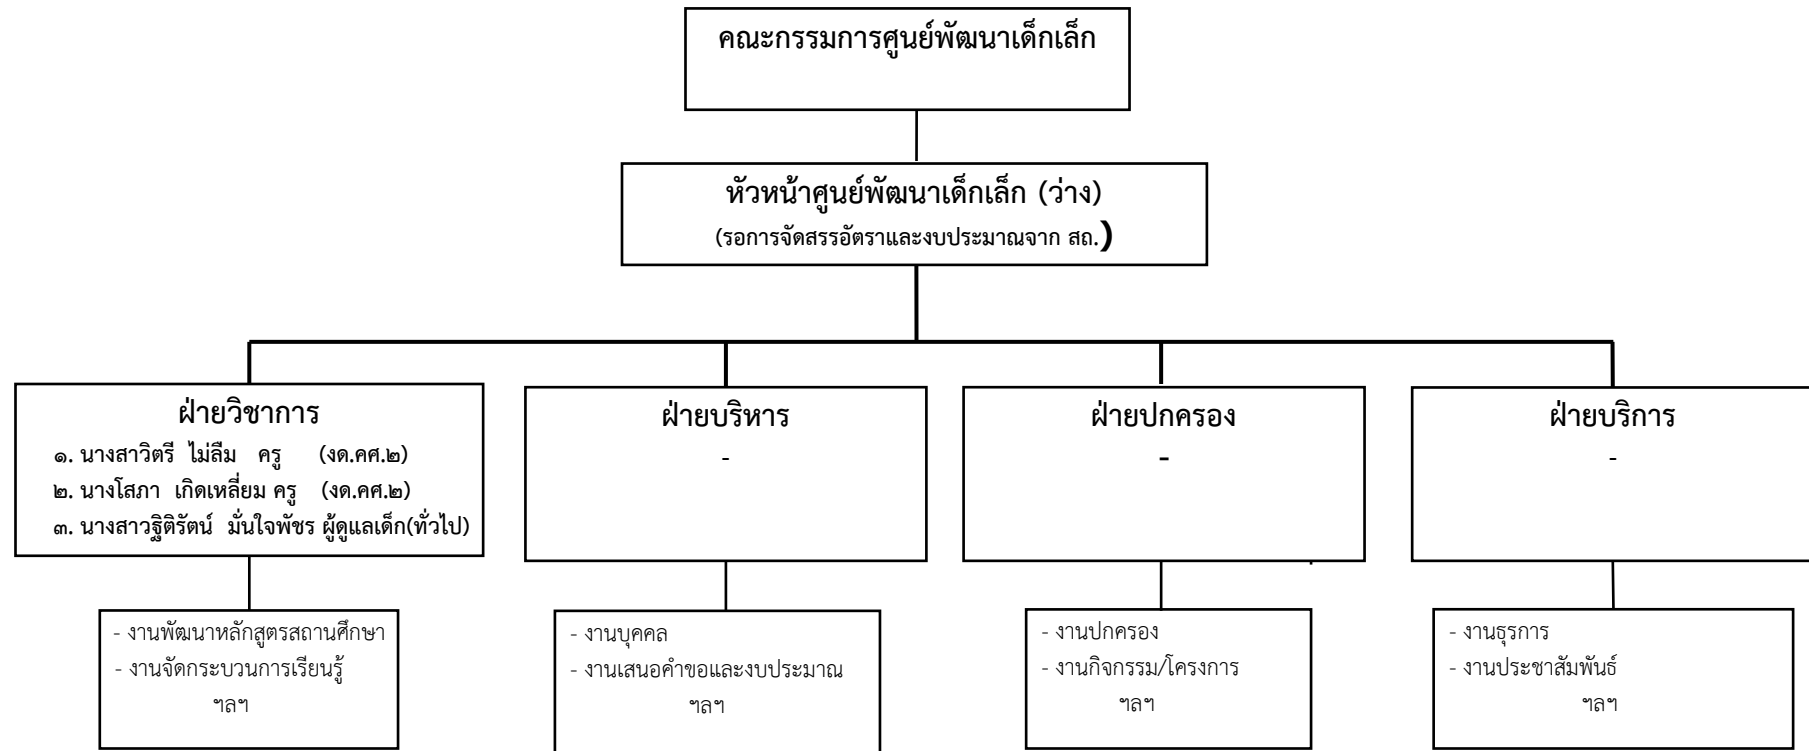 คณะกรรมการศูนย์พัฒนาเด็กเล็ก
หัวหน้าศูนย์พัฒนาเด็กเล็ก (ว่าง)
(รอการจัดสรรอัตราและงบประมาณจาก สถ.)
ฝ่ายวิชาการ
๑. นางสาวิตรี ไม่ลืม ครู (งด.คศ.๒)
๒. นางโสภา เกิดเหลี่ยม ครู (งด.คศ.๒)
๓. นางสาวฐิติรัตน์ มั่นใจพัชร ผู้ดูแลเด็ก(ทั่วไป)
ฝ่ายบริหาร
-
ฝ่ายปกครอง
-
ฝ่ายบริการ
-
- งานพัฒนาหลักสูตรสถานศึกษา
- งานจัดกระบวนการเรียนรู้
ฯลฯ
- งานบุคคล
- งานเสนอคำขอและงบประมาณ
ฯลฯ
- งานปกครอง
- งานกิจกรรม/โครงการ
ฯลฯ
- งานธุรการ
- งานประชาสัมพันธ์
ฯลฯ